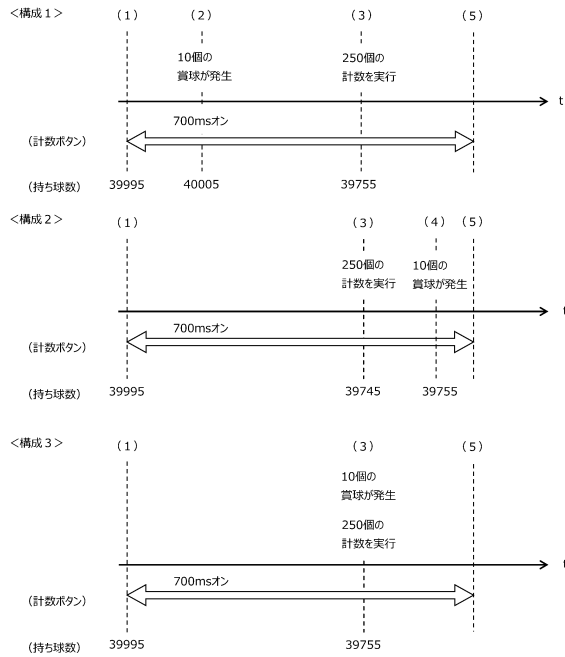 <構成1>
(1) (2) (3) (5)
10個の
賞球が発生
250個の
計数を実行
t
700msオン
(計数ボタン)
(持ち球数) 39995 40005 39755
<構成2>
(1) (3) (4) (5)
250個の
計数を実行
10個の
賞球が発生
t
700msオン
(計数ボタン)
(持ち球数) 39995 39745 39755
<構成3>
(1) (3) (5)
10個の
賞球が発生
250個の
計数を実行
t
700msオン
(計数ボタン)
(持ち球数) 39995 39755